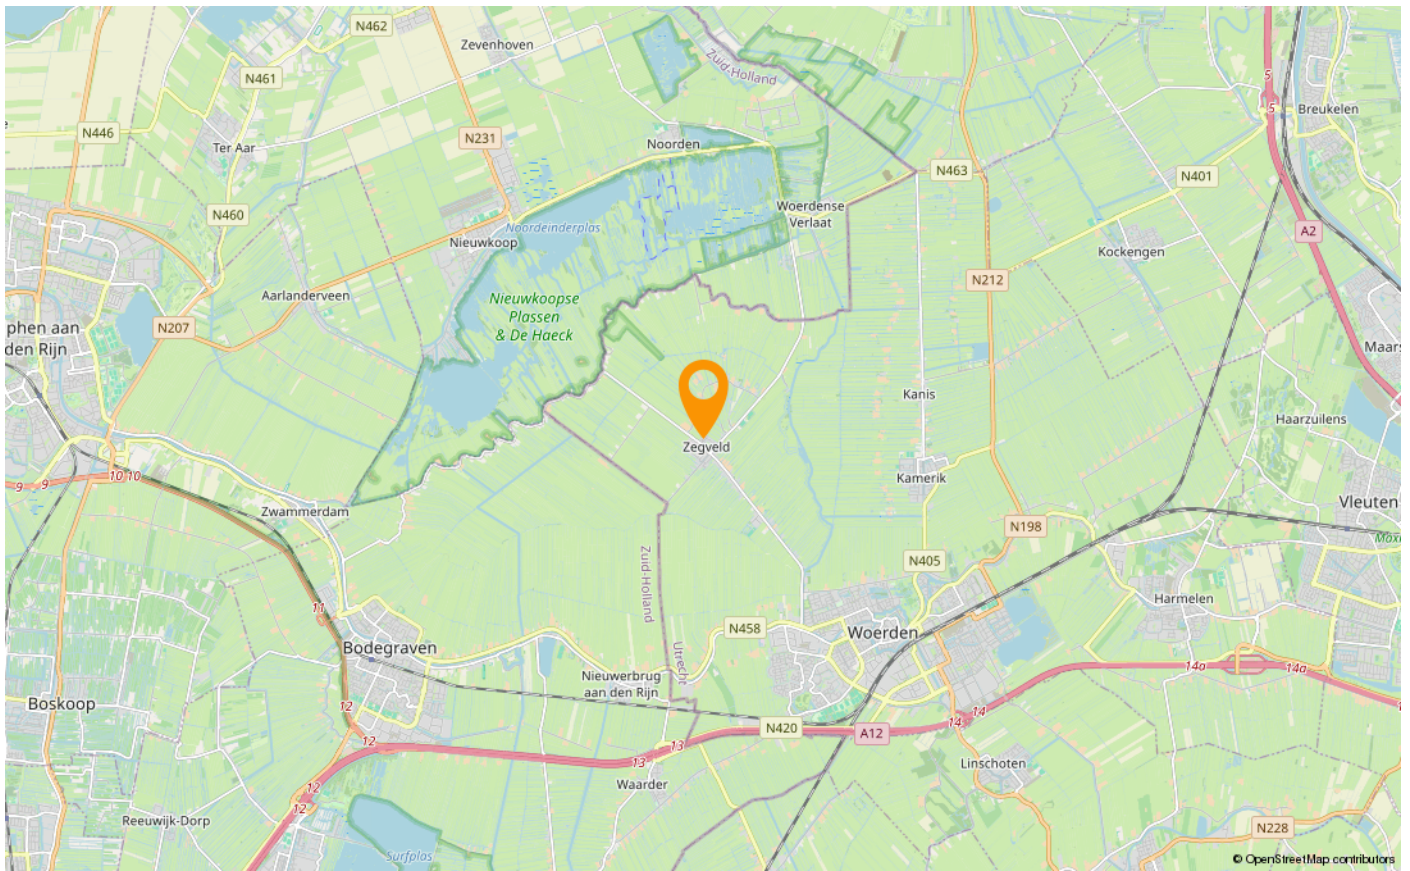 N462
Zevenhoven
Zuid-Holland
5
N461
5
Breukelen
N446
N231
Ter Aar
Noorden
N463
N401
N460
Woerdense
Verlaat
Noordeinderplas
A2
Nieuwkoop
Kockengen
N212
Aarlanderveen
Nieuwkoopse
Plassen
& De Haeck
N207
phen aan
den Rijn
Maars
Kanis
Haarzuilens
Zegveld
10 10
Kamerik
9 9
Vleuten
Zwammerdam
N198
Maxi
N405
Zuid-Holland
11
Harmelen
N458
Woerden
Bodegraven
Utrecht
14a
14a
Nieuwerbrug
aan den Rijn
Boskoop
12
14
14
N420
A12
12
13
13
Linschoten
Waarder
12
12
Reeuwijk-Dorp
N228
Surfplas
© OpenStreetMap contributors